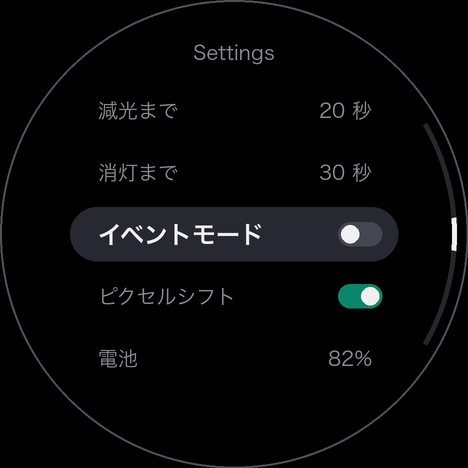 Settings
減光まで 20 秒
消灯まで 30 秒
イベントモード
ピクセルシフト
電池 82%